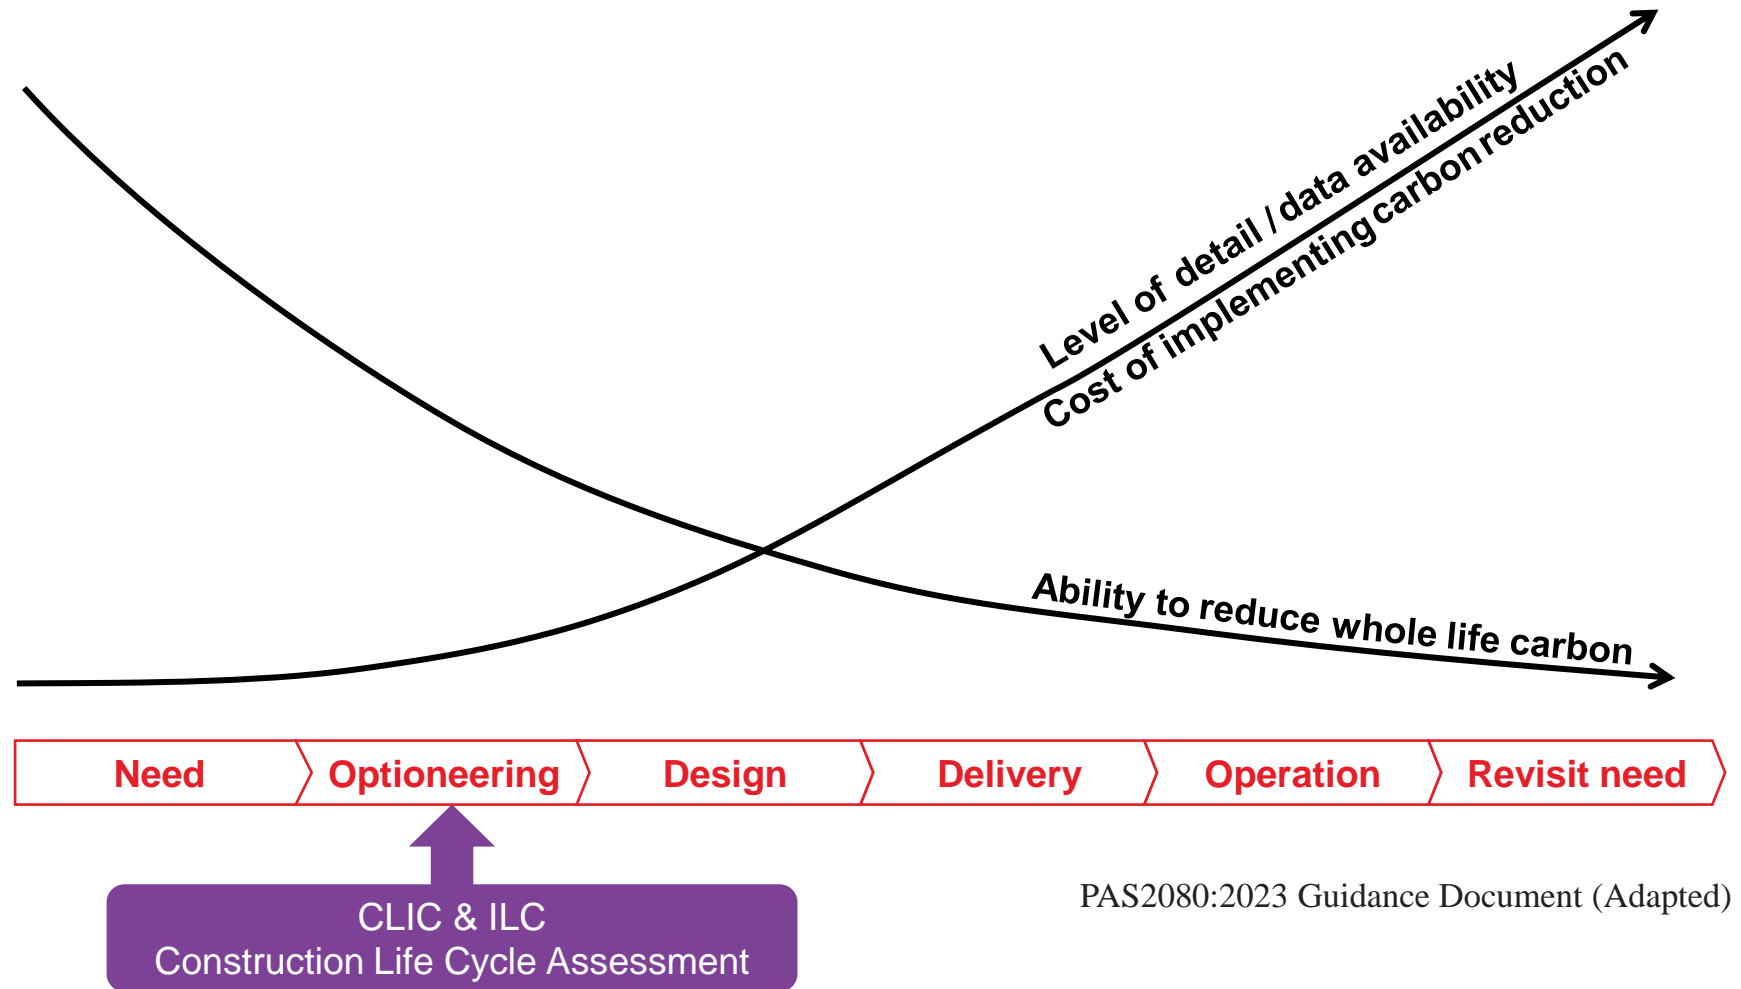 Level of detail / data availability
Cost of implementing carbon reduction
Ability to reduce whole life carbon
Need
Optioneering
Design
Delivery
Operation
Revisit need
CLIC & ILC
Construction Life Cycle Assessment
PAS2080:2023 Guidance Document (Adapted)